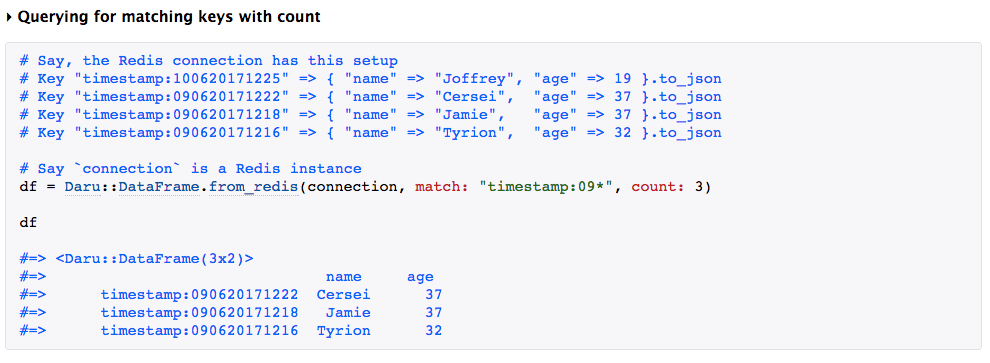 Querying for matching keys with count
# Say, the Redis connection has this setup
# Key "timestamp:100620171225" => { "name" => "Joffrey", "age" => 19 }.to_json
# Key "timestamp:090620171222" => { "name" => "Cersei",  "age" => 37 }.to_json
# Key "timestamp:090620171218" => { "name" => "Jamie",   "age" => 37 }.to_json
# Key "timestamp:090620171216" => { "name" => "Tyrion",  "age" => 32 }.to_json
# Say `connection` is a Redis instance
df = Daru::DataFrame.from_redis(connection, match: "timestamp:09*", count: 3)
df
#=> <Daru::DataFrame(3x2)>
#=>                               name     age
#=>      timestamp:090620171222  Cersei      37
#=>      timestamp:090620171218   Jamie      37
#=>      timestamp:090620171216  Tyrion      32